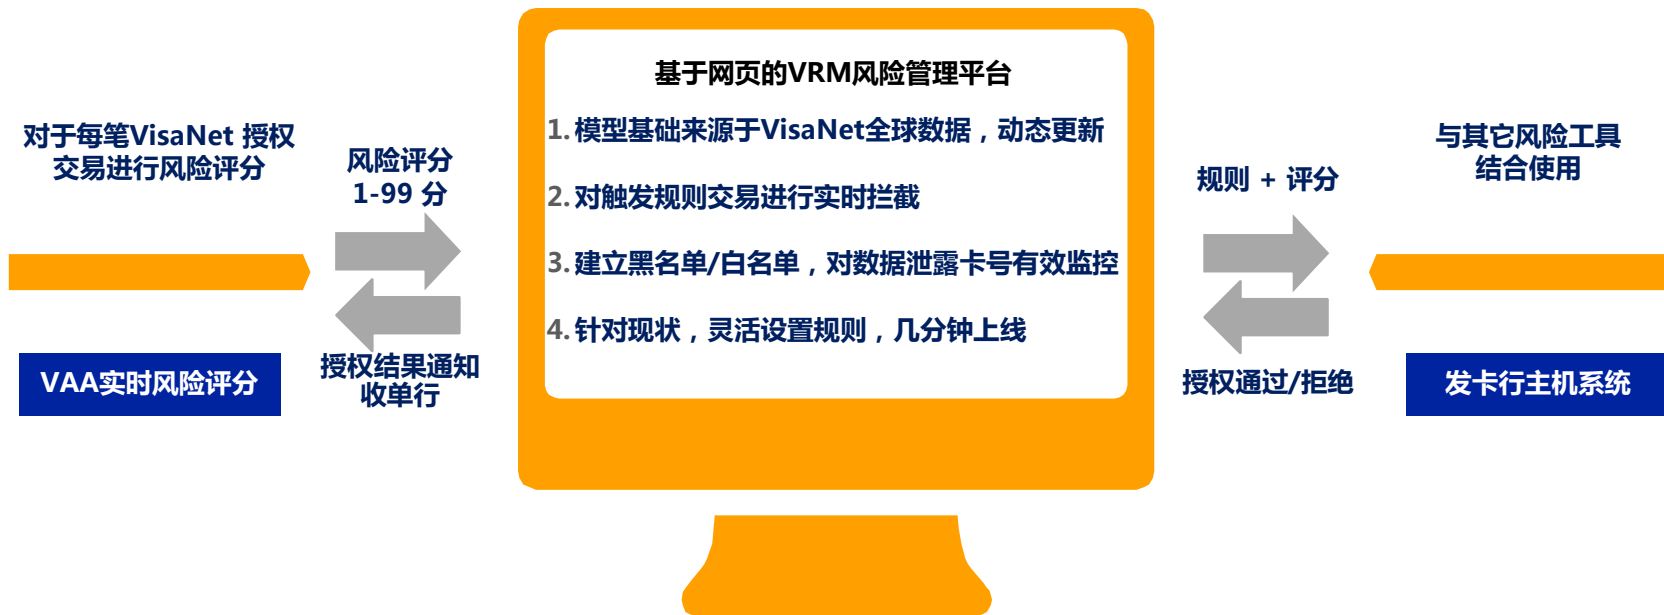 对于每笔VisaNet 授权
交易进行风险评分
VAA实时风险评分
风险评分
1-99 分
授权结果通知
收单行
基于网页的VRM风险管理平台
1. 模型基础来源于VisaNet全球数据，动态更新
2. 对触发规则交易进行实时拦截
3. 建立黑名单/白名单，对数据泄露卡号有效监控
4. 针对现状，灵活设置规则，几分钟上线
规则 + 评分
授权通过/拒绝
与其它风险工具
结合使用
发卡行主机系统